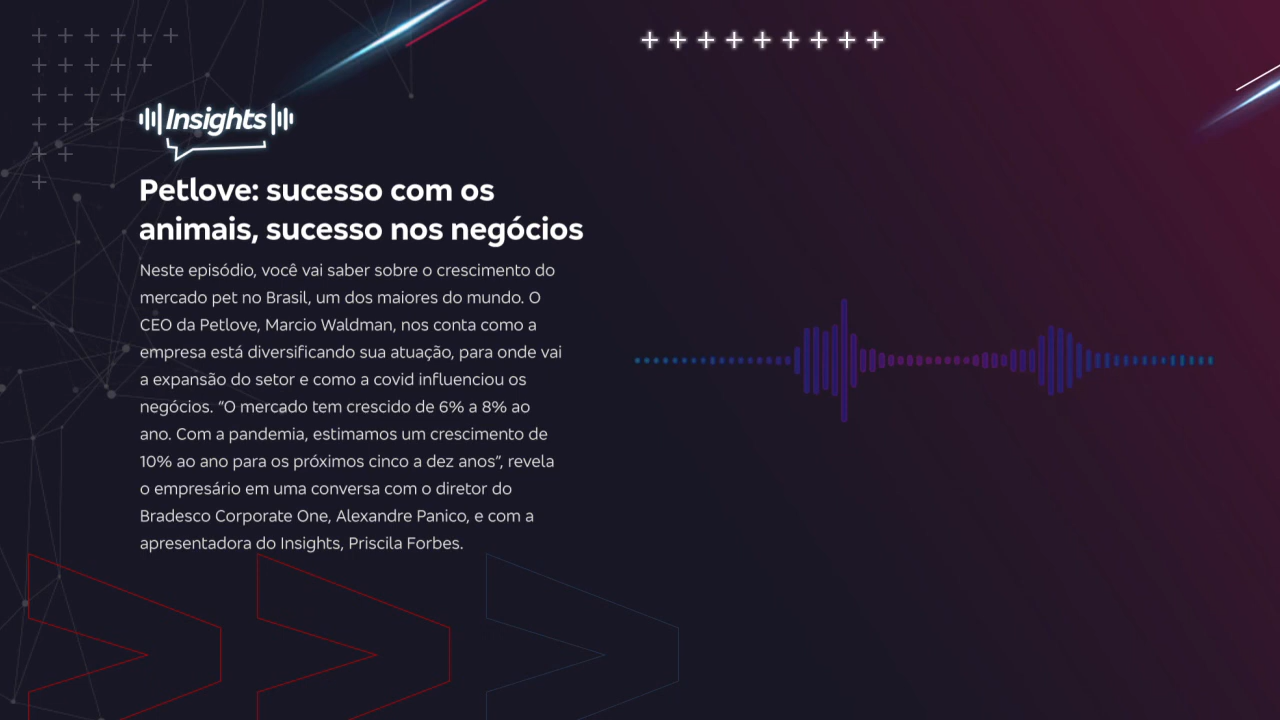 Insights
Petlove: sucesso com os
animais, sucesso nos negócios
Neste episódio, você vai saber sobre o crescimento do
mercado pet no Brasil, um dos maiores do mundo. O
CEO da Petlove, Marcio Waldman, nos conta como a
empresa está diversificando sua atuação, para onde vai
a expansão do setor e como a covid influenciou os
negócios. “O mercado tem crescido de 6% a 8% ao
ano. Com a pandemia, estimamos um crescimento de
10% ao ano para os próximos cinco a dez anos”, revela
o empresário em uma conversa com o diretor do
Bradesco Corporate One, Alexandre Panico, e com a
apresentadora do Insights, Priscila Forbes.